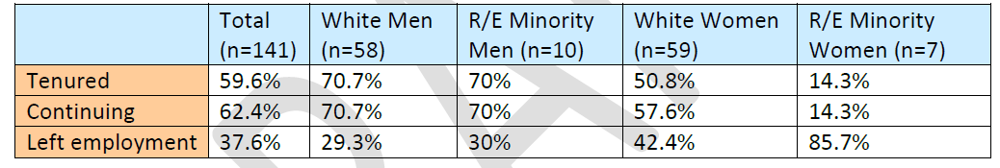 Total White Men R/E Minority White Women R/E Minority
(n=141) (n=58) Men (n=10) (n=59) Women (n=7)
Tenured 59.6% 70.7% 70% 50.8% 14.3%
Continuing 62.4% 70.7% 70% 57.6% 14.3%
Left employment 37.6% 29.3% 30% 42.4% 85.7%